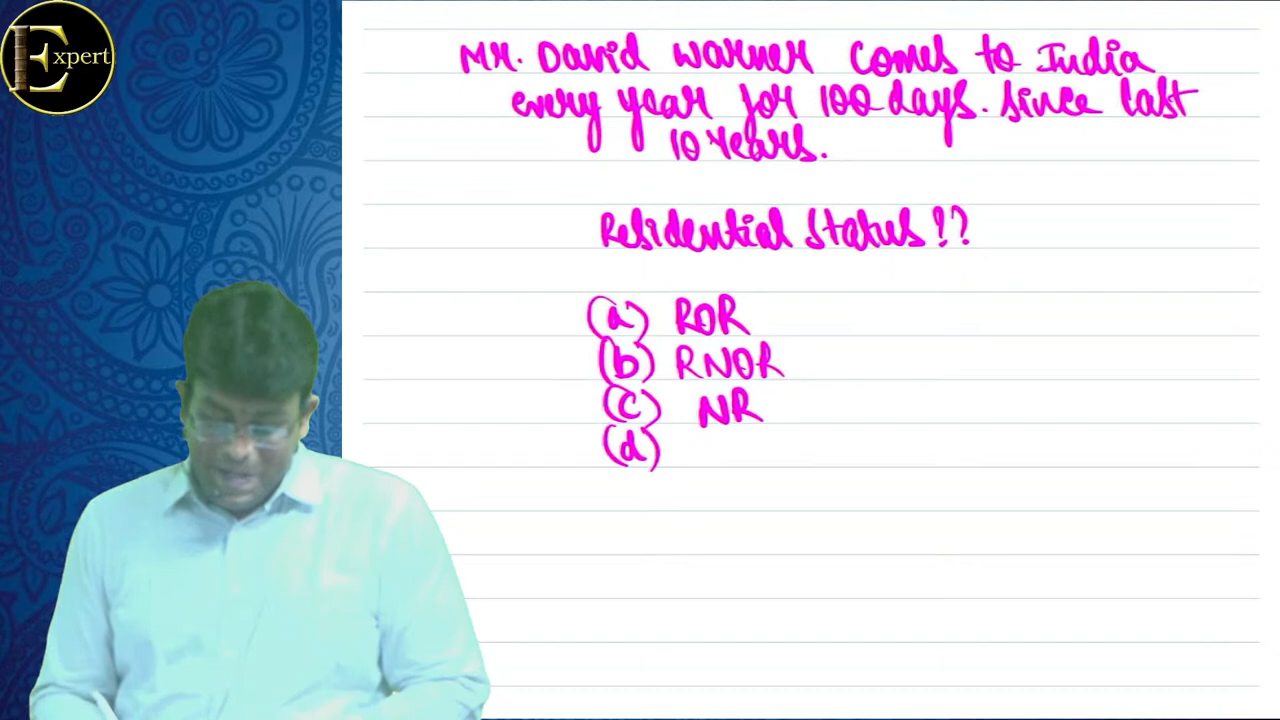 Expert
Mr. David Warner Comes to India
every year for 100 days. Since last
10 Years.
Residential Status!??
(a) ROR
(b) RNOR
(c) NR
(d)